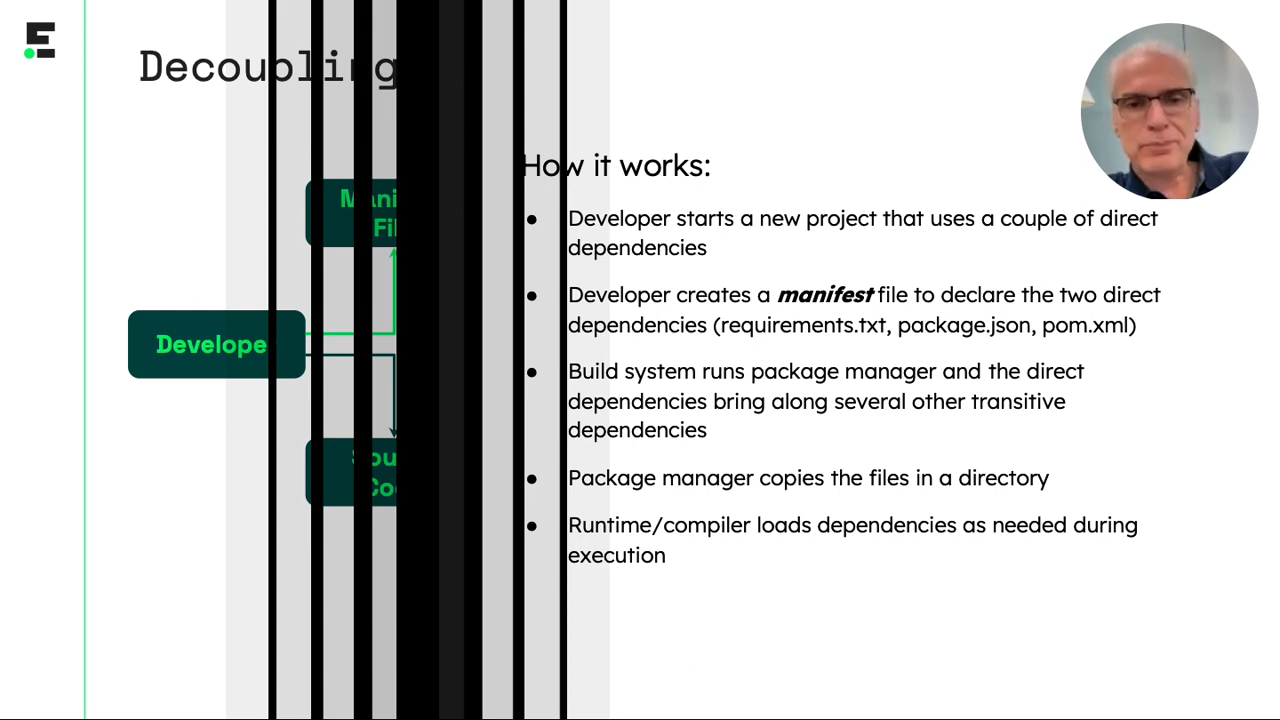 Decoupling
How it works:
● Developer starts a new project that uses a couple of direct
dependencies
● Developer creates a manifest file to declare the two direct
dependencies (requirements.txt, package.json, pom.xml)
Developer
● Build system runs package manager and the direct
dependencies bring along several other transitive
dependencies
● Package manager copies the files in a directory
● Runtime/compiler loads dependencies as needed during
execution